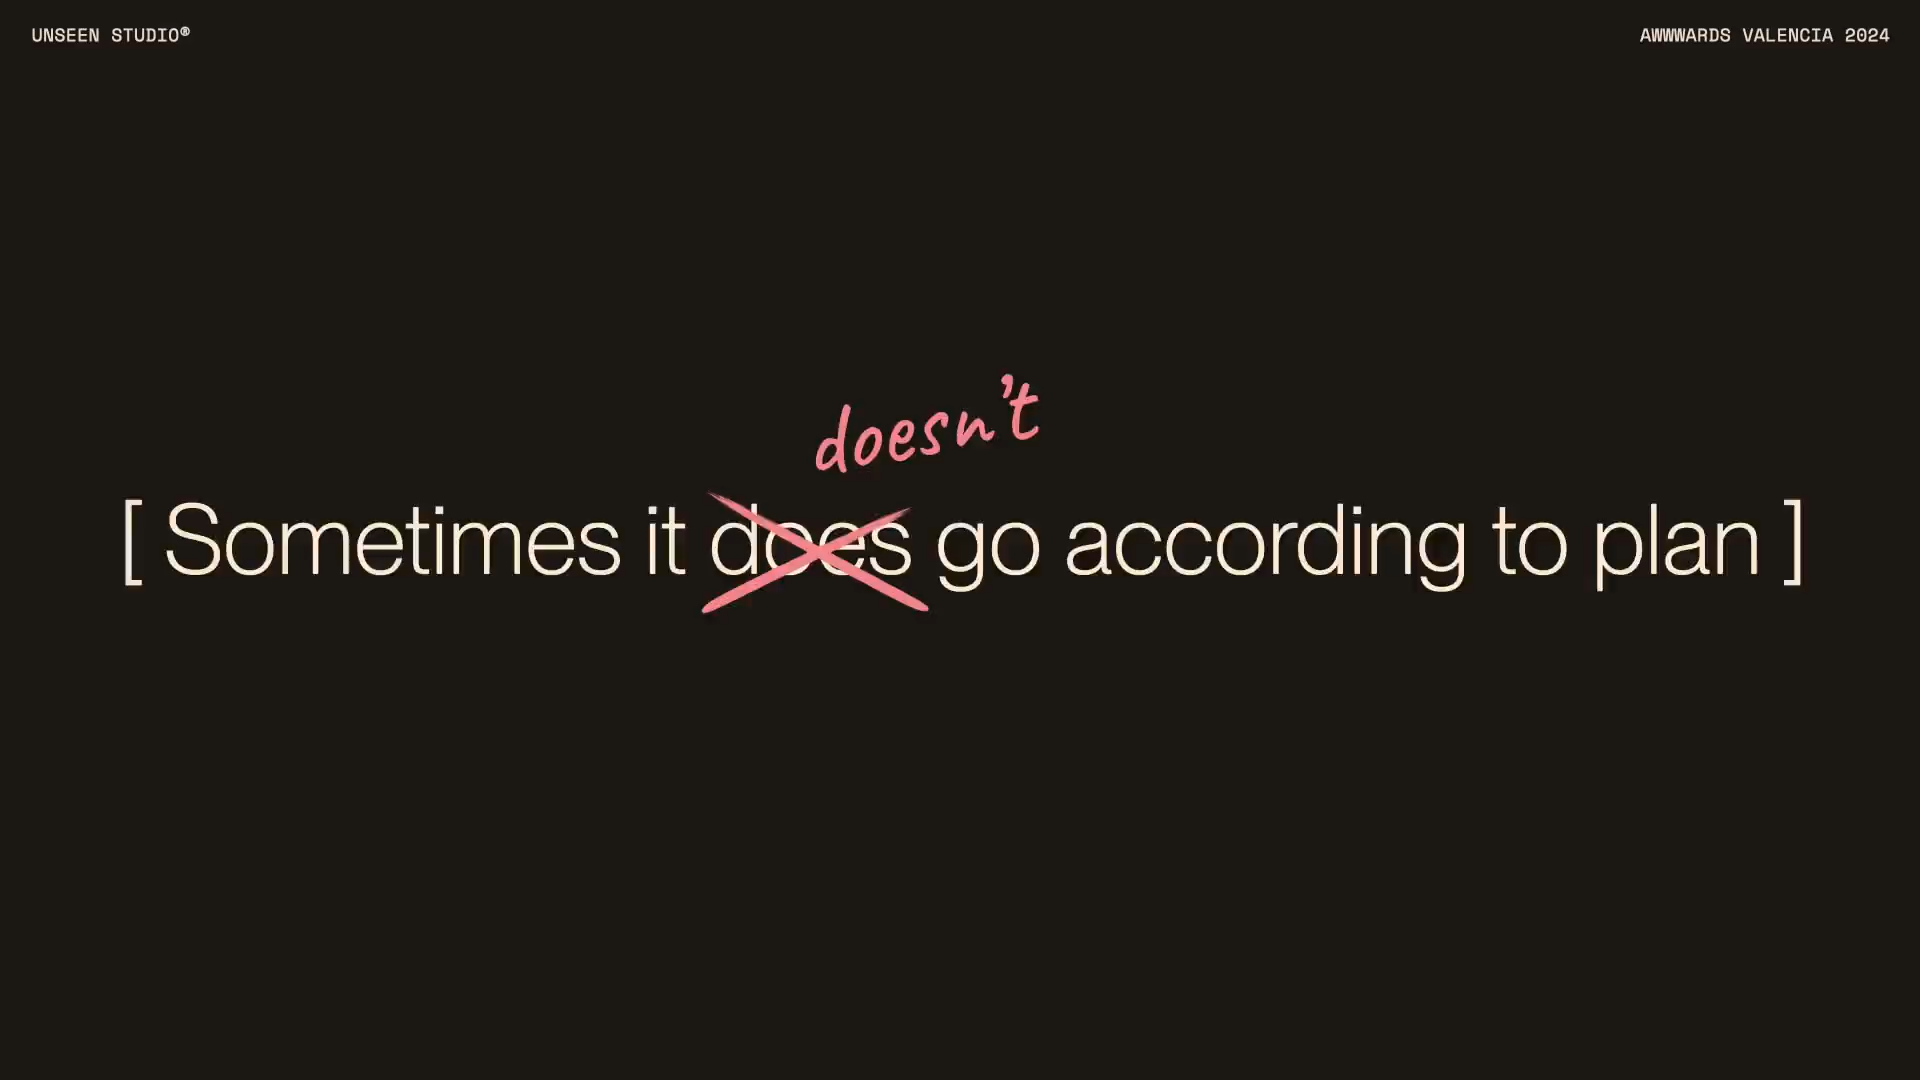 UNSEEN STUDIO®
AWWWARDS VALENCIA 2024
doesn't
[ Sometimes it does go according to plan ]